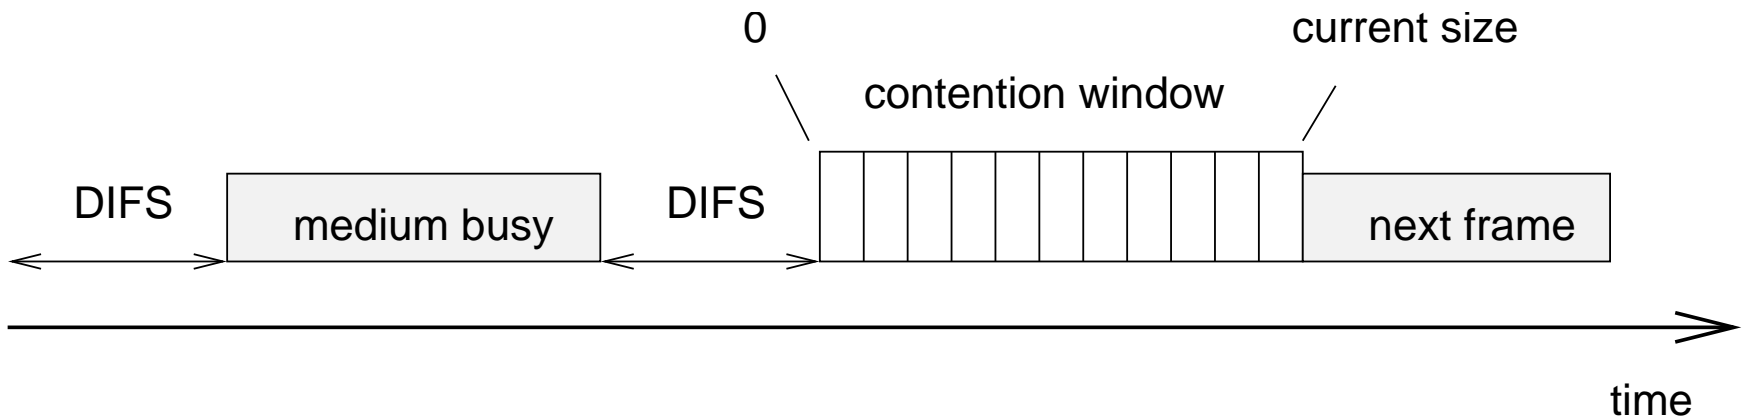 0
current size
contention window
DIFS
medium busy
DIFS
next frame
time